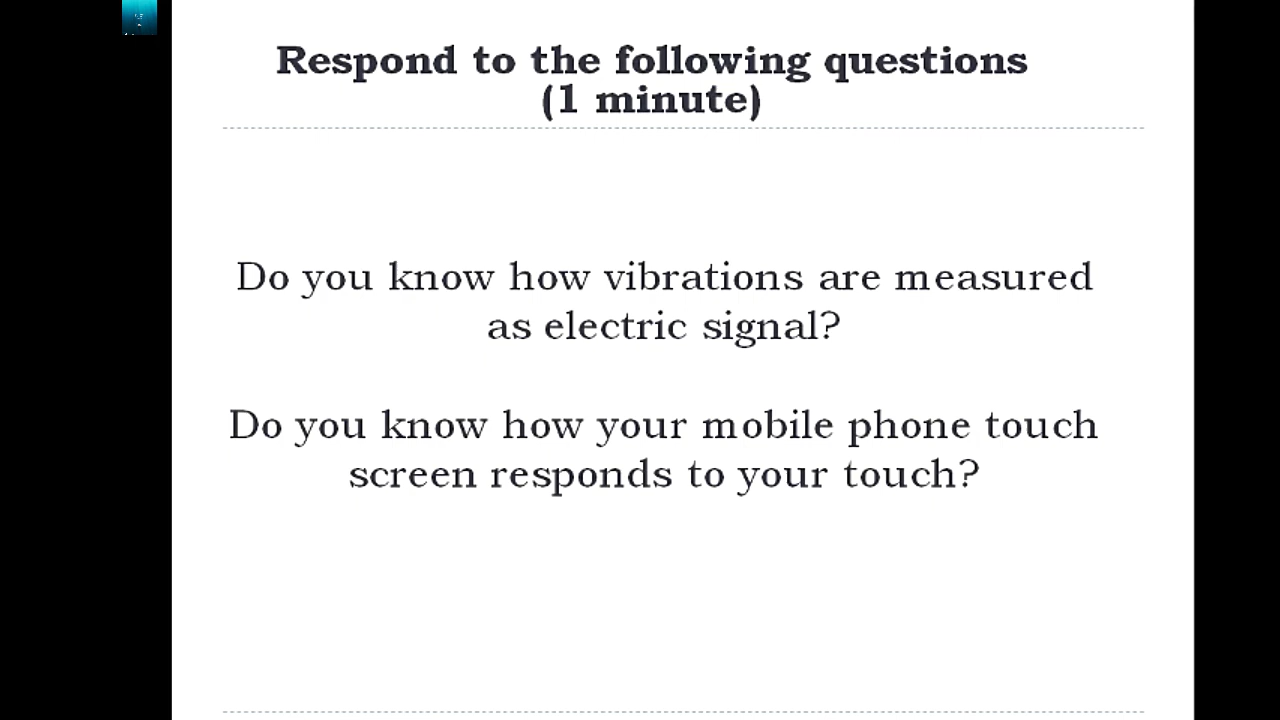 Respond to the following questions
(1 minute)
Do you know how vibrations are measured
as electric signal?
Do you know how your mobile phone touch
screen responds to your touch?